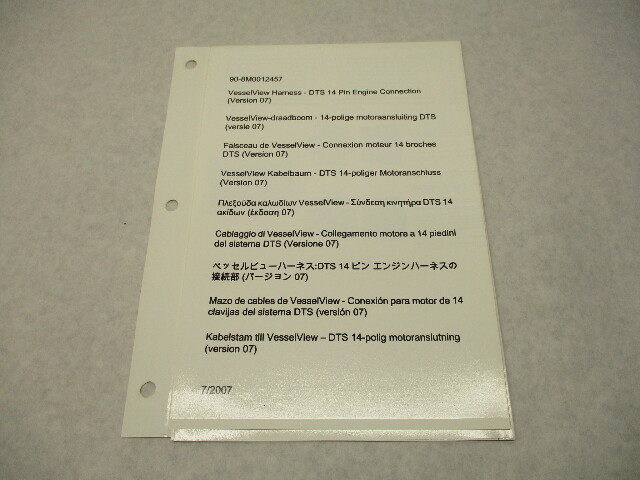 90-8M0012457
VesselView Harness - DTS 14 Pin Engine Connection
(Version 07)
VesselView-draadboom - 14-polige motoraansluiting DTS
(versie 07)
Faisceau de VesselView - Connexion moteur 14 broches
DTS (Version 07)
VesselView Kabelbaum - DTS 14-poliger Motoranschluss
(Version 07)
Πλεξούδα καλωδίων VesselView - Σύνδεση κινητήρα DTS 14
ακίδων (έκδοση 07)
Cablaggio di VesselView - Collegamento motore a 14 piedini
del sistema DTS (Versione 07)
ベッセルビューハーネス:DTS 14 ピン エンジンハーネスの
接続部 (バージョン 07)
Mazo de cables de VesselView - Conexión para motor de 14
clavijas del sistema DTS (versión 07)
Kabelstam till VesselView – DTS 14-polig motoranslutning
(version 07)
7/2007